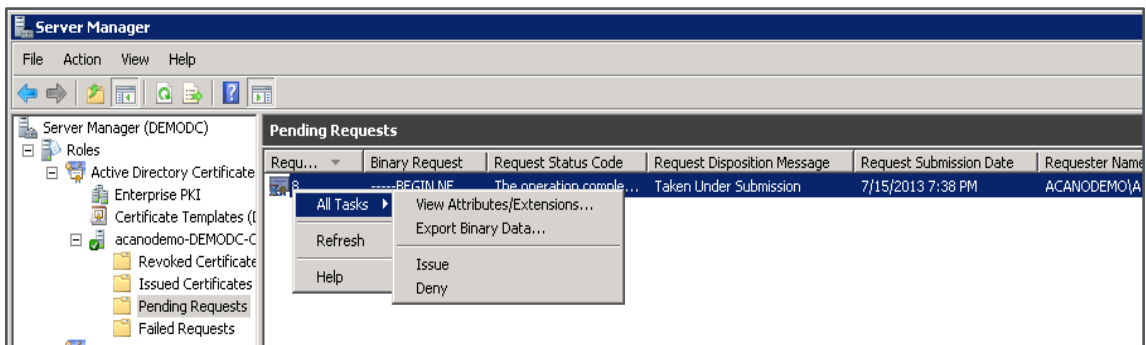 Server Manager
File Action View Help
Server Manager (DEMODC)
Roles
Active Directory Certificate
Enterprise PKI
Certificate Templates (
acanodemo-DEMODC-C
Revoked Certificate
Issued Certificates
Pending Requests
Failed Requests
Pending Requests
Requ... Binary Request Request Status Code Request Disposition Message Request Submission Date Requester Name
8 -----BEGIN NE... The operation comple... Taken Under Submission 7/15/2013 7:38 PM ACANODEMO\A
All Tasks
Refresh
Help
View Attributes/Extensions...
Export Binary Data...
Issue
Deny